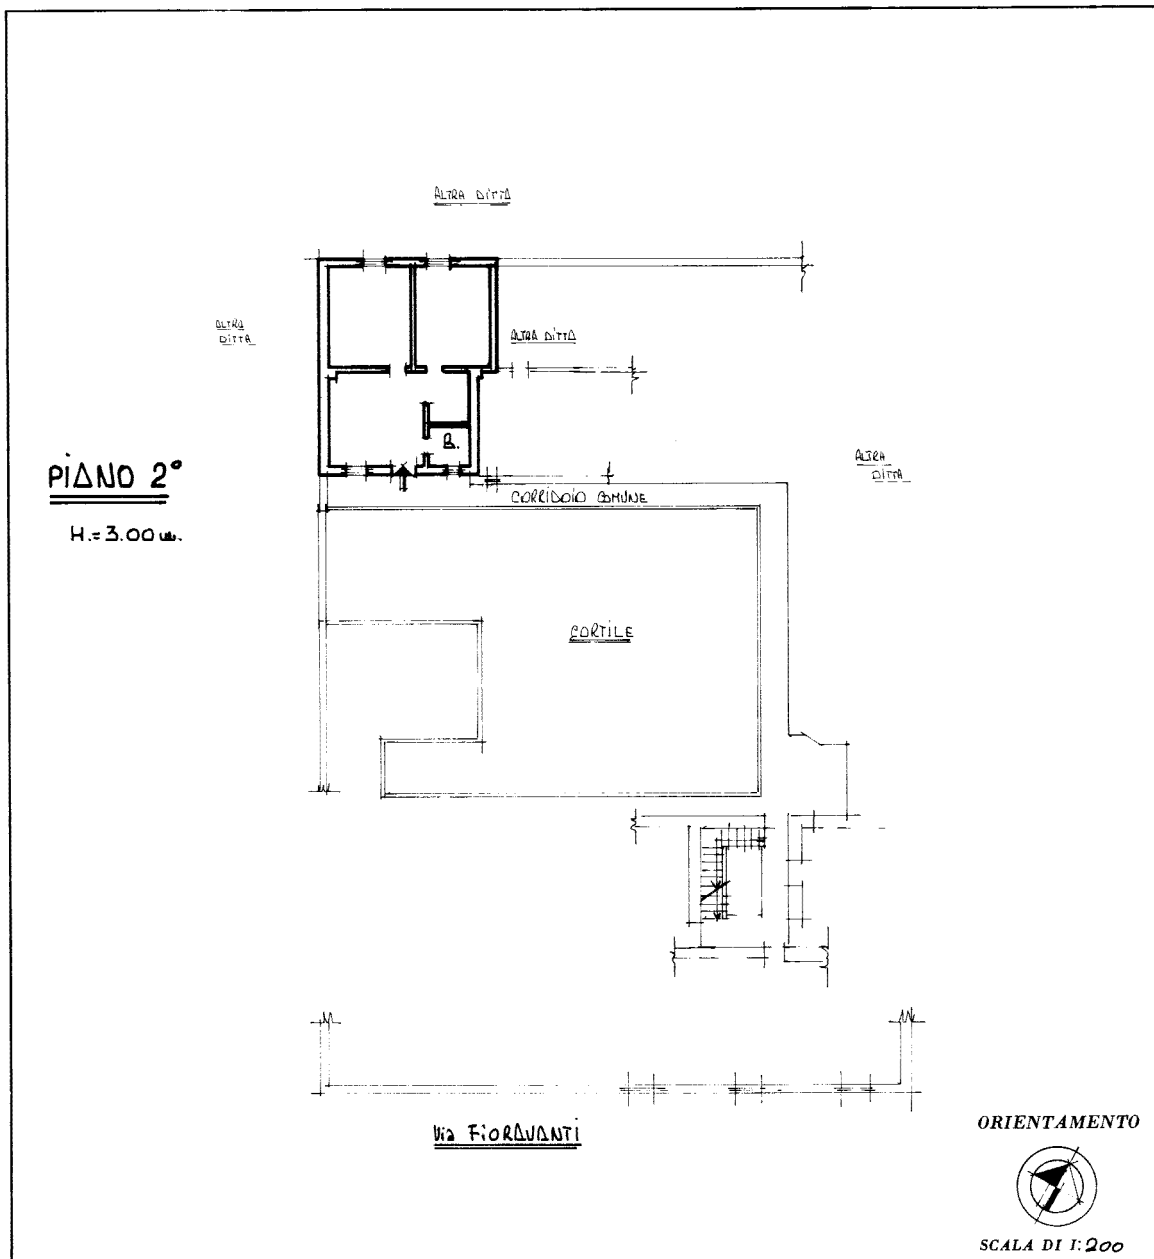 ALTRA DITTA
ALTRA
DITTA
ALTRA DITTA
PIANO 2°
H.=3.00 m.
B.
ALTRA
DITTA
CORRIDOIO COMUNE
CORTILE
Via FIORAVANTI
ORIENTAMENTO
SCALA DI 1:200